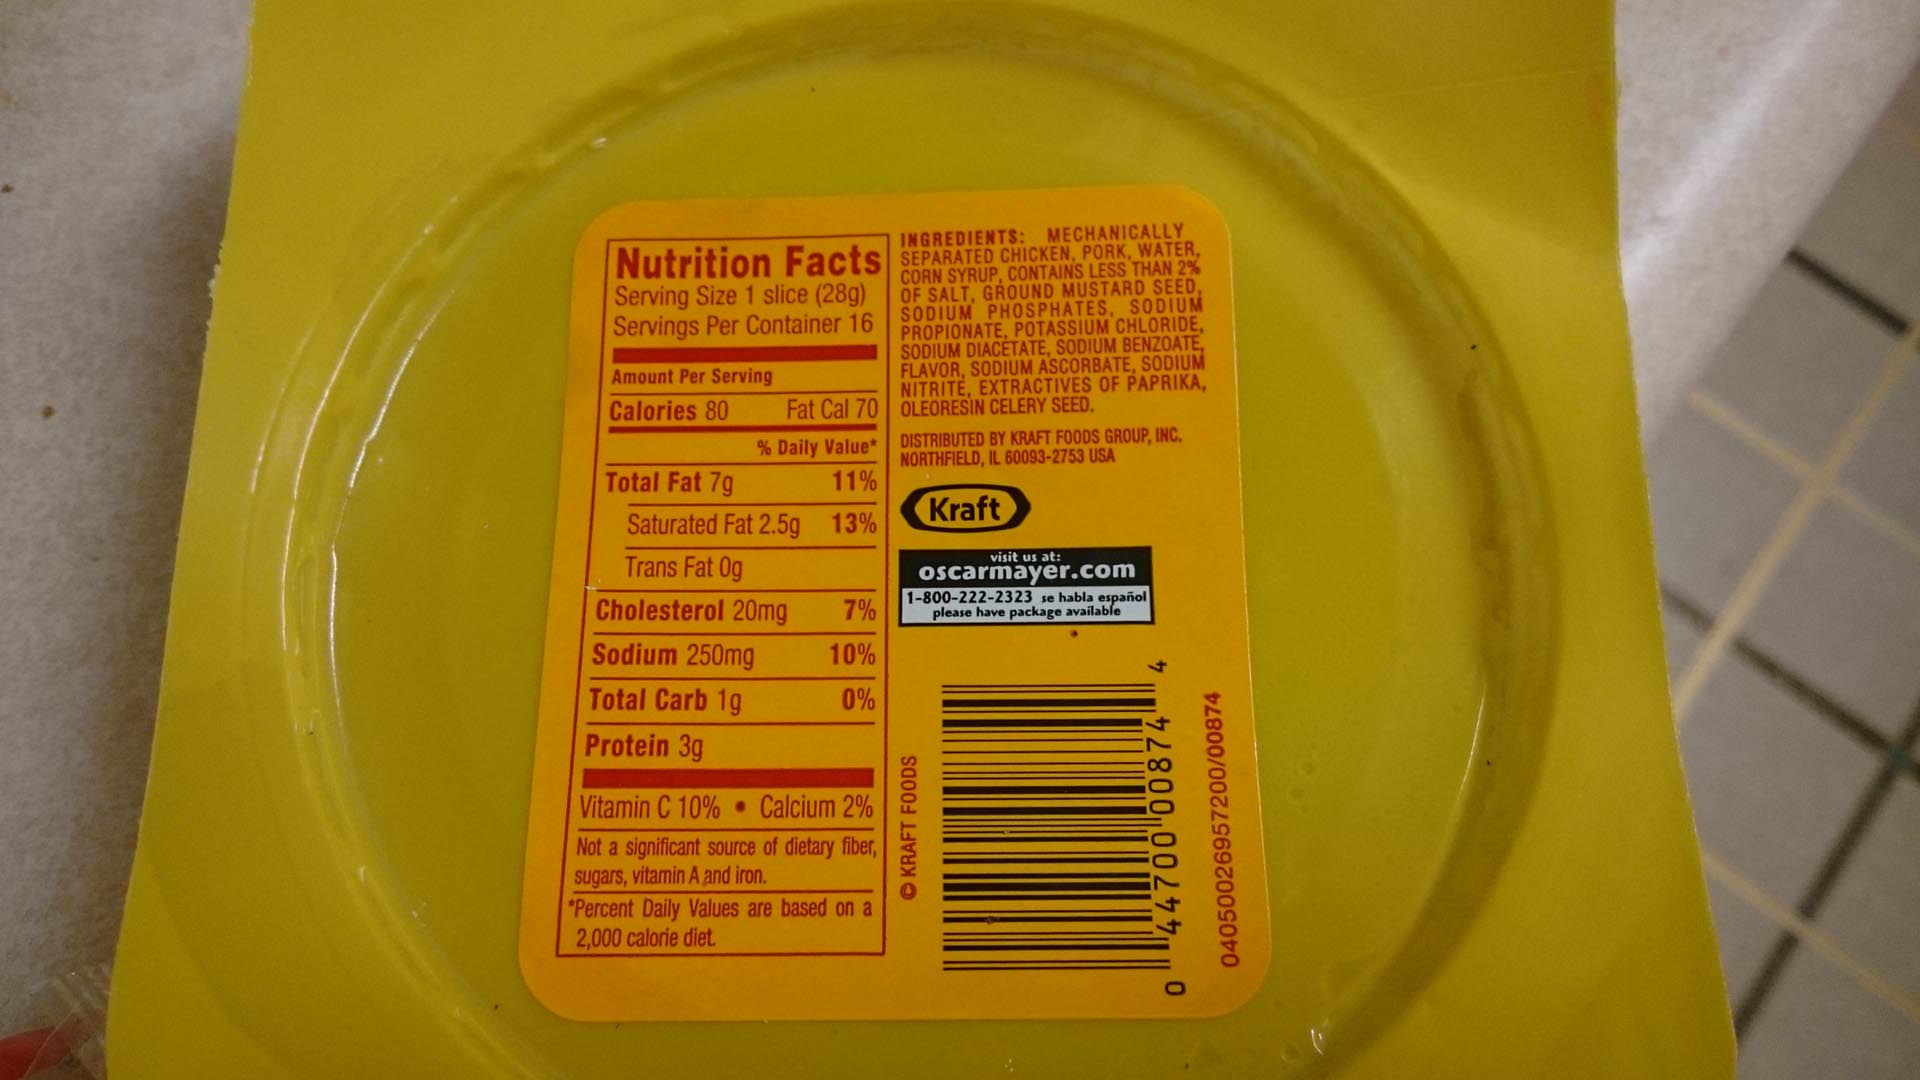 Nutrition Facts
Serving Size 1 slice (28g)
Servings Per Container 16
Amount Per Serving
Calories 80 Fat Cal 70
% Daily Value*
Total Fat 7g 11%
Saturated Fat 2.5g 13%
Trans Fat 0g
Cholesterol 20mg 7%
Sodium 250mg 10%
Total Carb 1g 0%
Protein 3g
Vitamin C 10% • Calcium 2%
Not a significant source of dietary fiber,
sugars, vitamin A and iron.
*Percent Daily Values are based on a
2,000 calorie diet.
INGREDIENTS: MECHANICALLY
SEPARATED CHICKEN, PORK, WATER,
CORN SYRUP, CONTAINS LESS THAN 2%
OF SALT, GROUND MUSTARD SEED,
SODIUM PHOSPHATES, SODIUM
PROPIONATE, POTASSIUM CHLORIDE,
SODIUM DIACETATE, SODIUM BENZOATE,
FLAVOR, SODIUM ASCORBATE, SODIUM
NITRITE, EXTRACTIVES OF PAPRIKA,
OLEORESIN CELERY SEED.
DISTRIBUTED BY KRAFT FOODS GROUP, INC.
NORTHFIELD, IL 60093-2753 USA
Kraft
visit us at:
oscarmayer.com
1-800-222-2323 se habla español
please have package available
© KRAFT FOODS
0 44700 00874 4
040500269572 00/00874